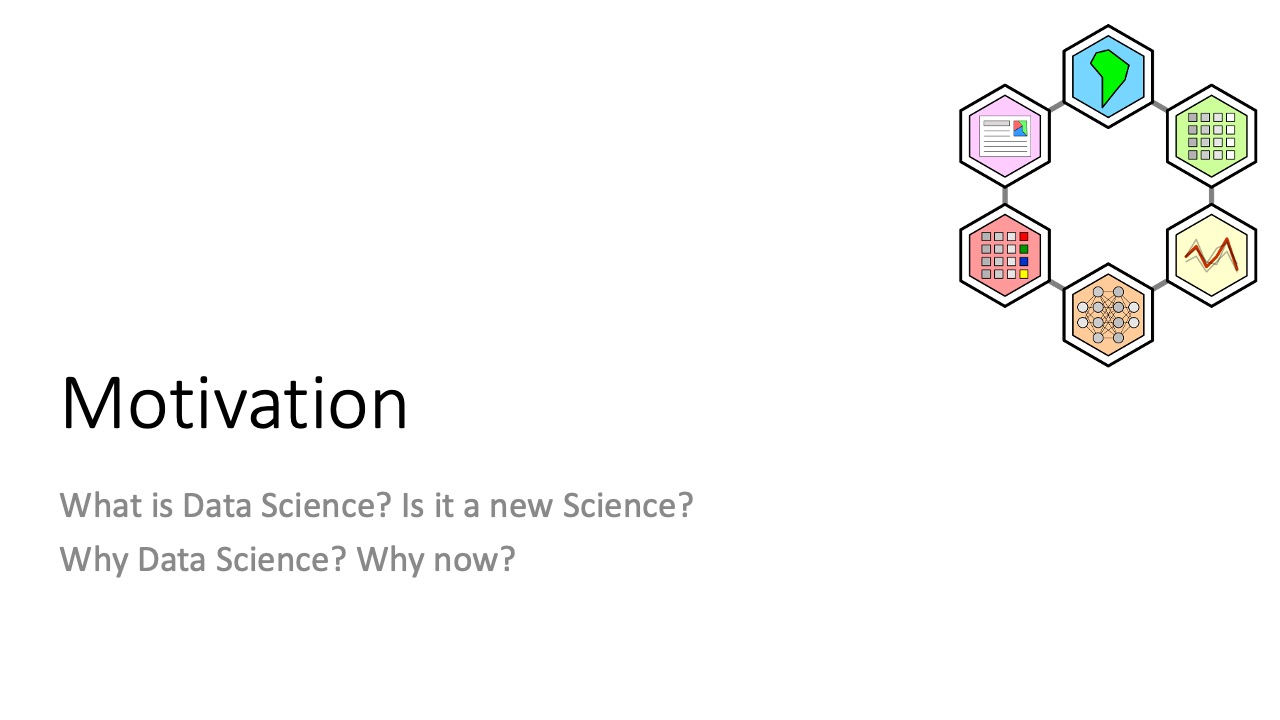 Motivation
What is Data Science? Is it a new Science?
Why Data Science? Why now?